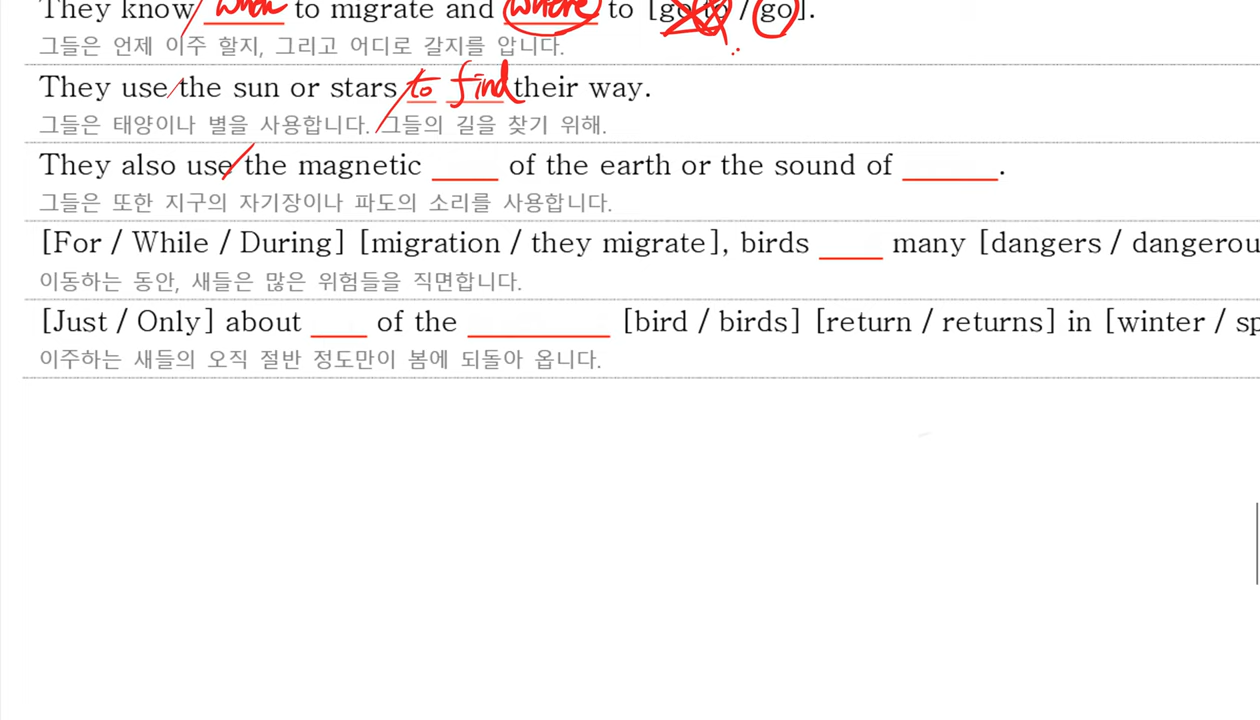 They know when to migrate and where to [go to / go].
그들은 언제 이주 할지, 그리고 어디로 갈지를 압니다.
They use the sun or stars to find their way.
그들은 태양이나 별을 사용합니다. 그들의 길을 찾기 위해.
They also use the magnetic ____ of the earth or the sound of ____.
그들은 또한 지구의 자기장이나 파도의 소리를 사용합니다.
[For / While / During] [migration / they migrate], birds ____ many [dangers / dangerou
이동하는 동안, 새들은 많은 위험들을 직면합니다.
[Just / Only] about ____ of the ____ [bird / birds] [return / returns] in [winter / sp
이주하는 새들의 오직 절반 정도만이 봄에 되돌아 옵니다.